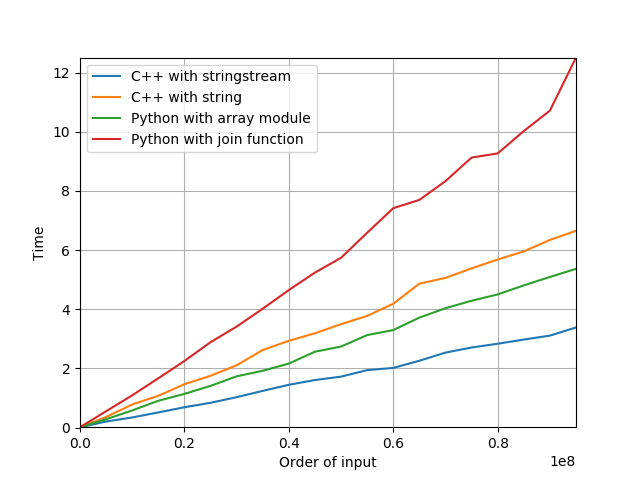 C++ with stringstream
C++ with string
Python with array module
Python with join function
12
10
8
6
4
2
0
Time
0.0 0.2 0.4 0.6 0.8
1e8
Order of input